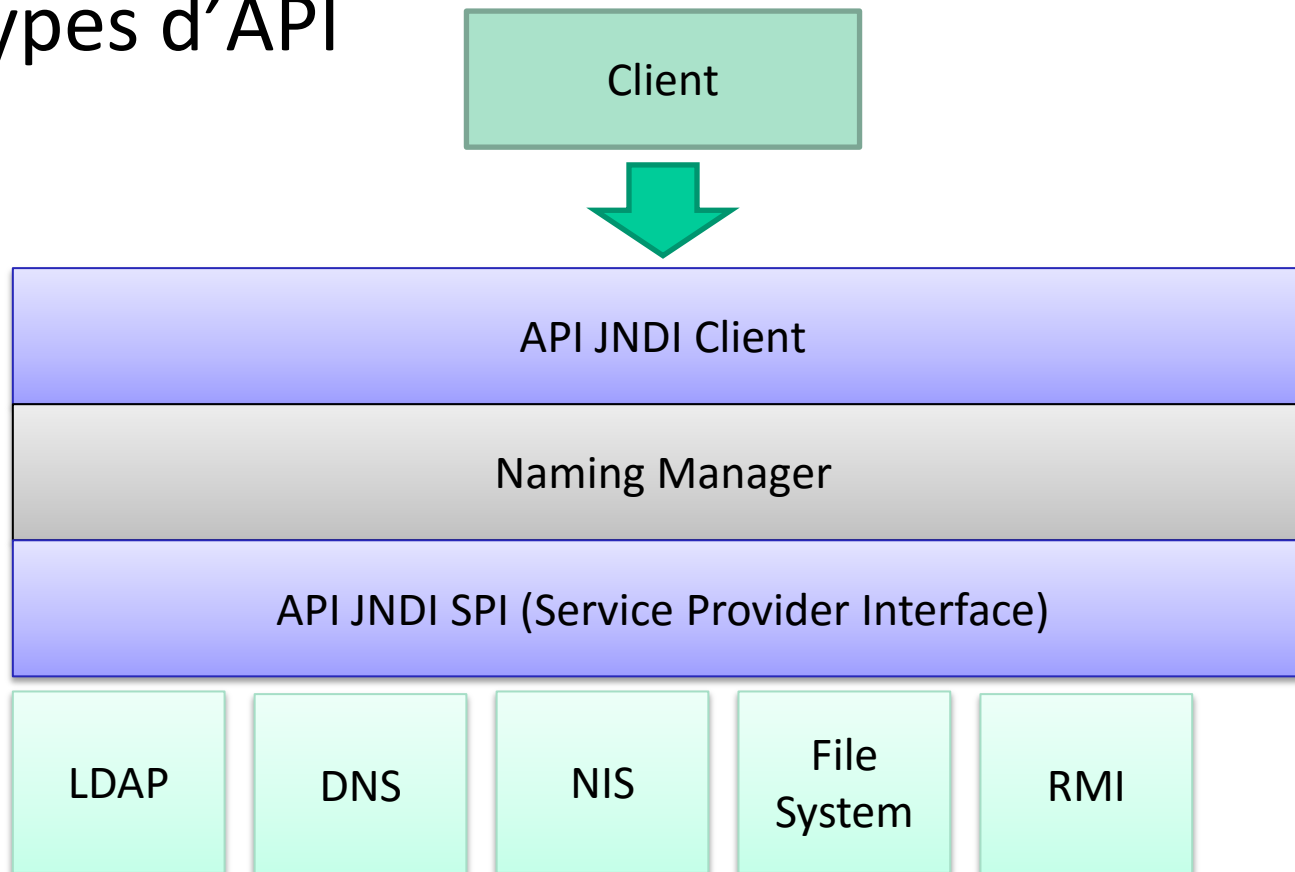 ypes d’API
Client
API JNDI Client
Naming Manager
API JNDI SPI (Service Provider Interface)
LDAP
DNS
NIS
File
System
RMI